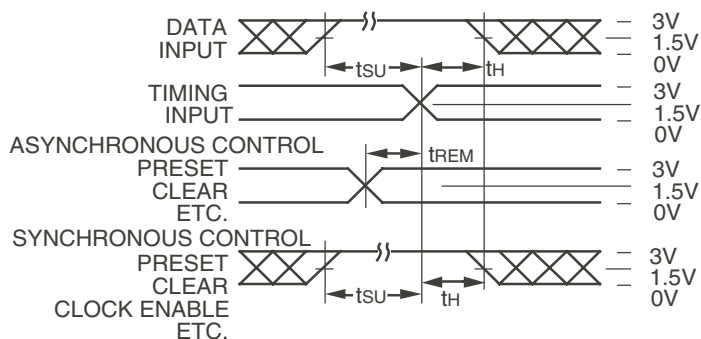 DATA
INPUT
3V
1.5V
0V
tSU
tH
TIMING
INPUT
3V
1.5V
0V
ASYNCHRONOUS CONTROL
PRESET
CLEAR
ETC.
tREM
3V
1.5V
0V
SYNCHRONOUS CONTROL
PRESET
CLEAR
CLOCK ENABLE
ETC.
tSU
tH
3V
1.5V
0V